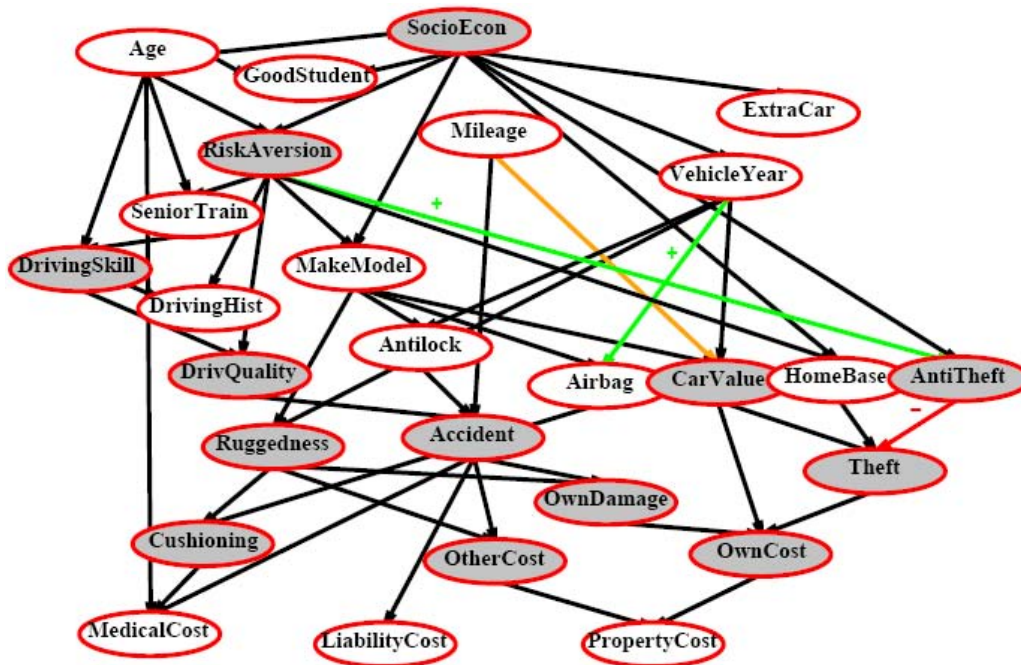 SocioEcon
Age
GoodStudent
ExtraCar
Mileage
RiskAversion
VehicleYear
+
SeniorTrain
+
DrivingSkill
MakeModel
DrivingHist
Antilock
DrivQuality
Airbag
CarValue
HomeBase
AntiTheft
-
Ruggedness
Accident
Theft
OwnDamage
Cushioning
OtherCost
OwnCost
MedicalCost
LiabilityCost
PropertyCost